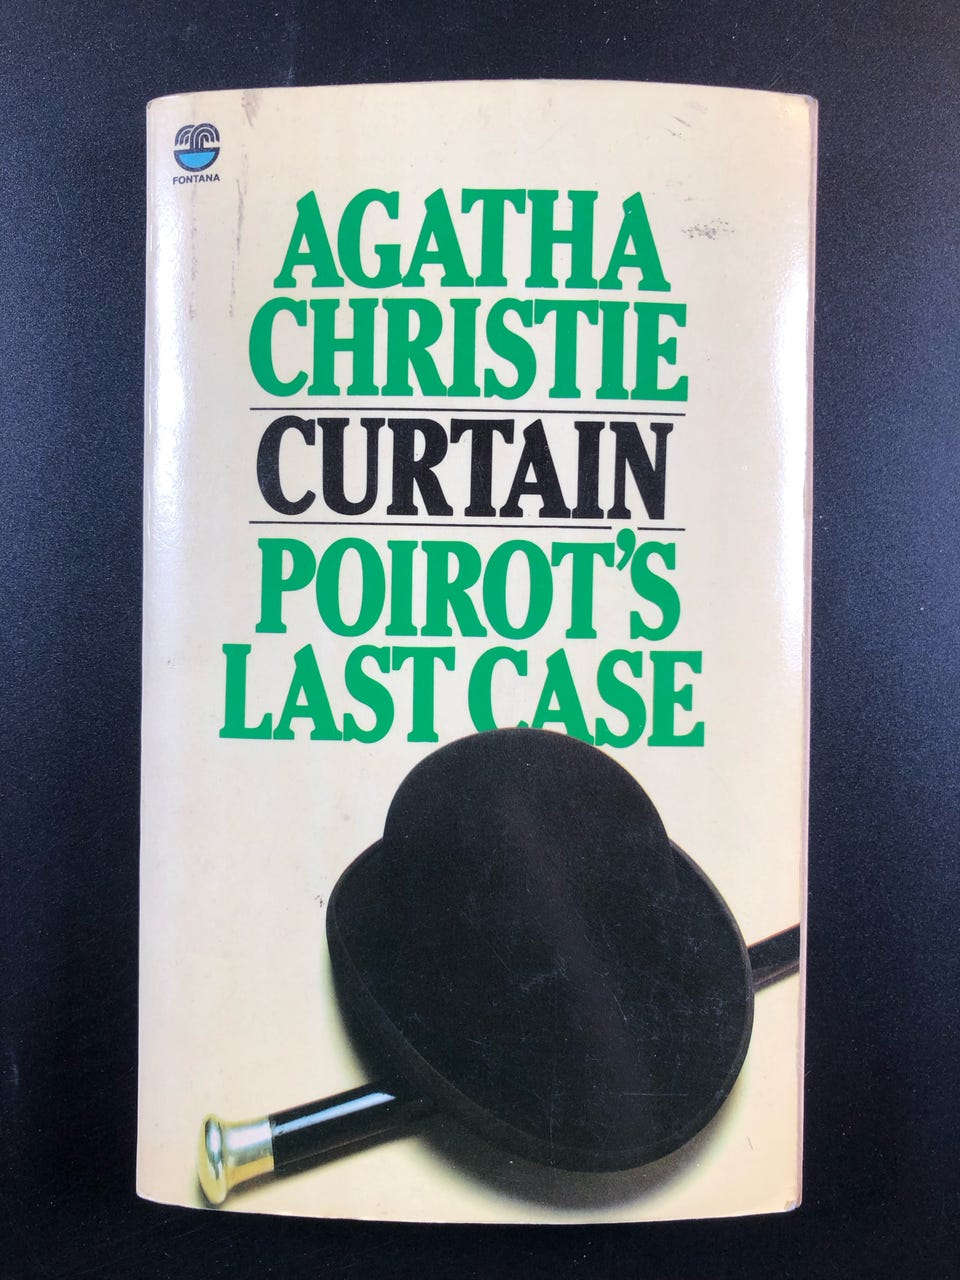 FONTANA
AGATHA
CHRISTIE
CURTAIN
POIROT'S
LAST CASE